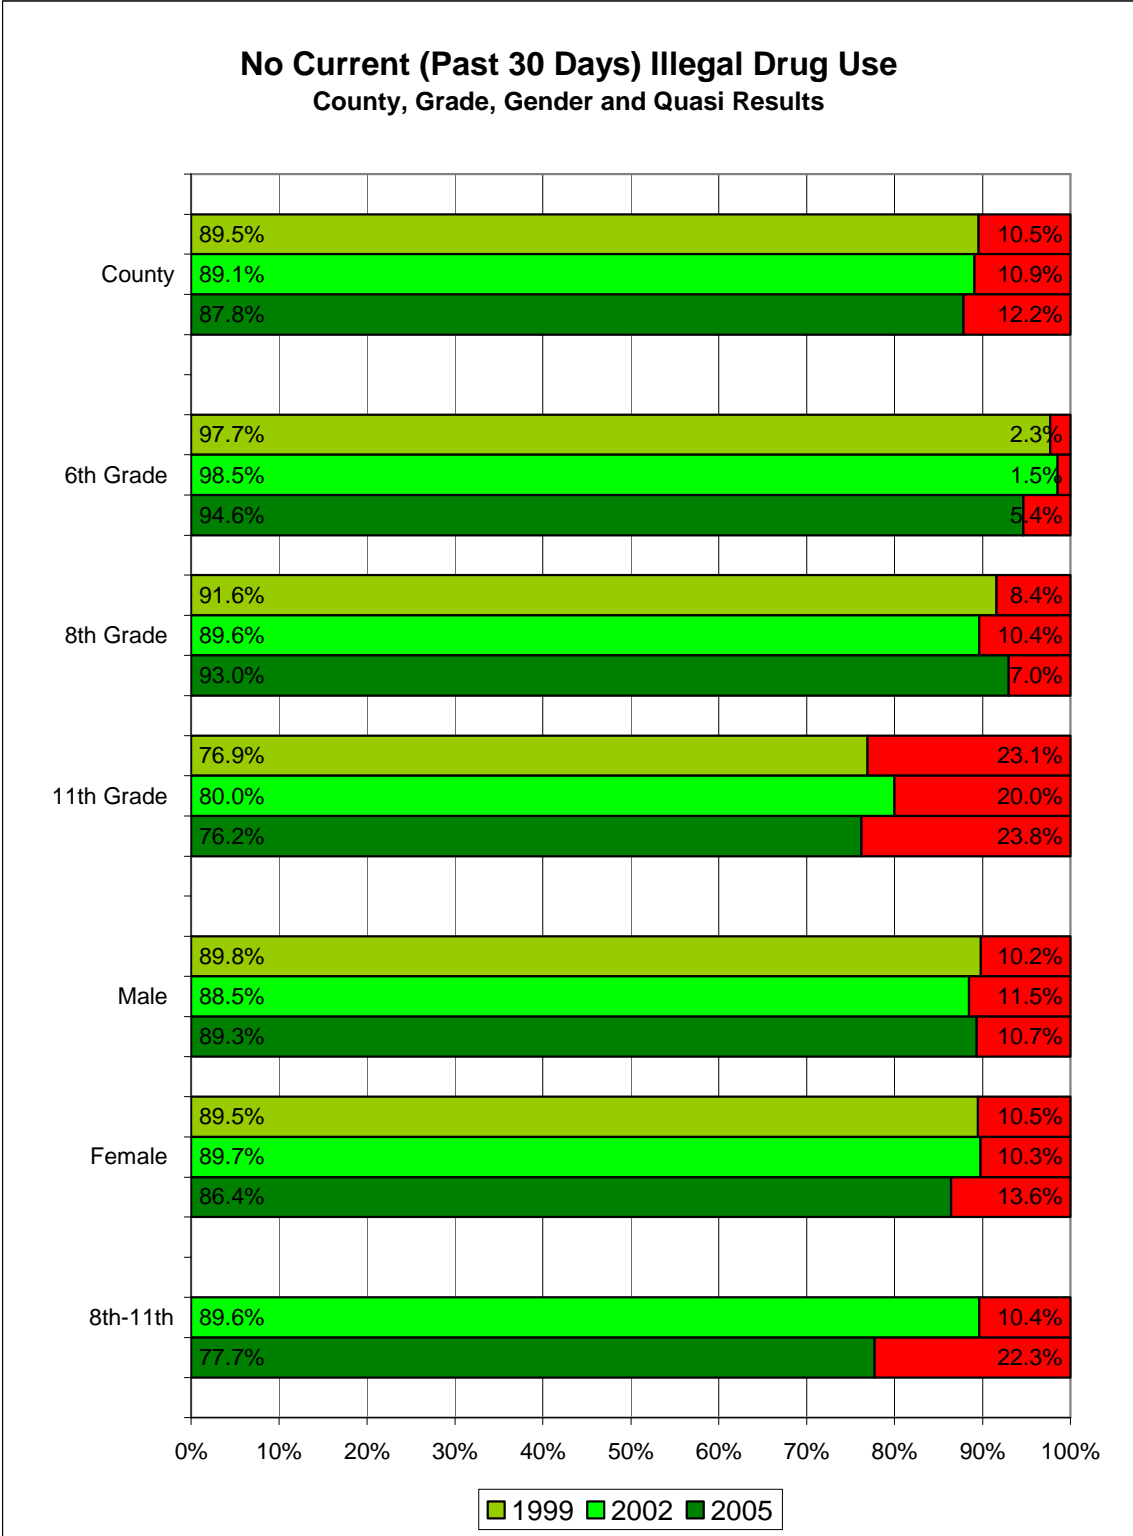 No Current (Past 30 Days) Illegal Drug Use
County, Grade, Gender and Quasi Results
89.5% 10.5%
County 89.1% 10.9%
87.8% 12.2%
97.7% 2.3%
6th Grade 98.5% 1.5%
94.6% 5.4%
91.6% 8.4%
8th Grade 89.6% 10.4%
93.0% 7.0%
76.9% 23.1%
11th Grade 80.0% 20.0%
76.2% 23.8%
89.8% 10.2%
Male 88.5% 11.5%
89.3% 10.7%
89.5% 10.5%
Female 89.7% 10.3%
86.4% 13.6%
8th-11th 89.6% 10.4%
77.7% 22.3%
0% 10% 20% 30% 40% 50% 60% 70% 80% 90% 100%
1999 2002 2005